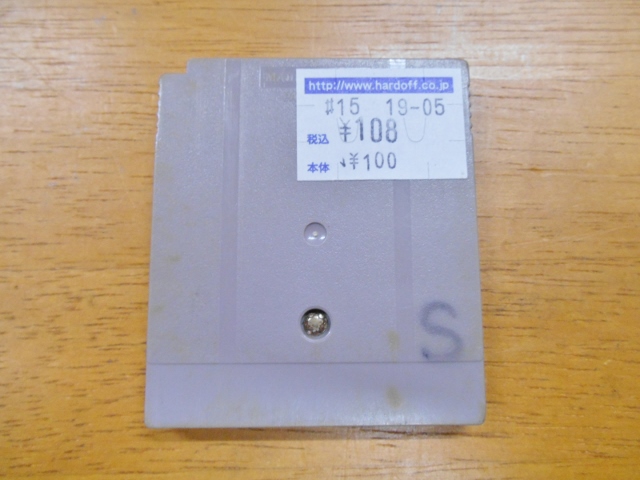 http://www.hardoff.co.jp
#15 19-05
税込 ¥108
本体 ¥100
S